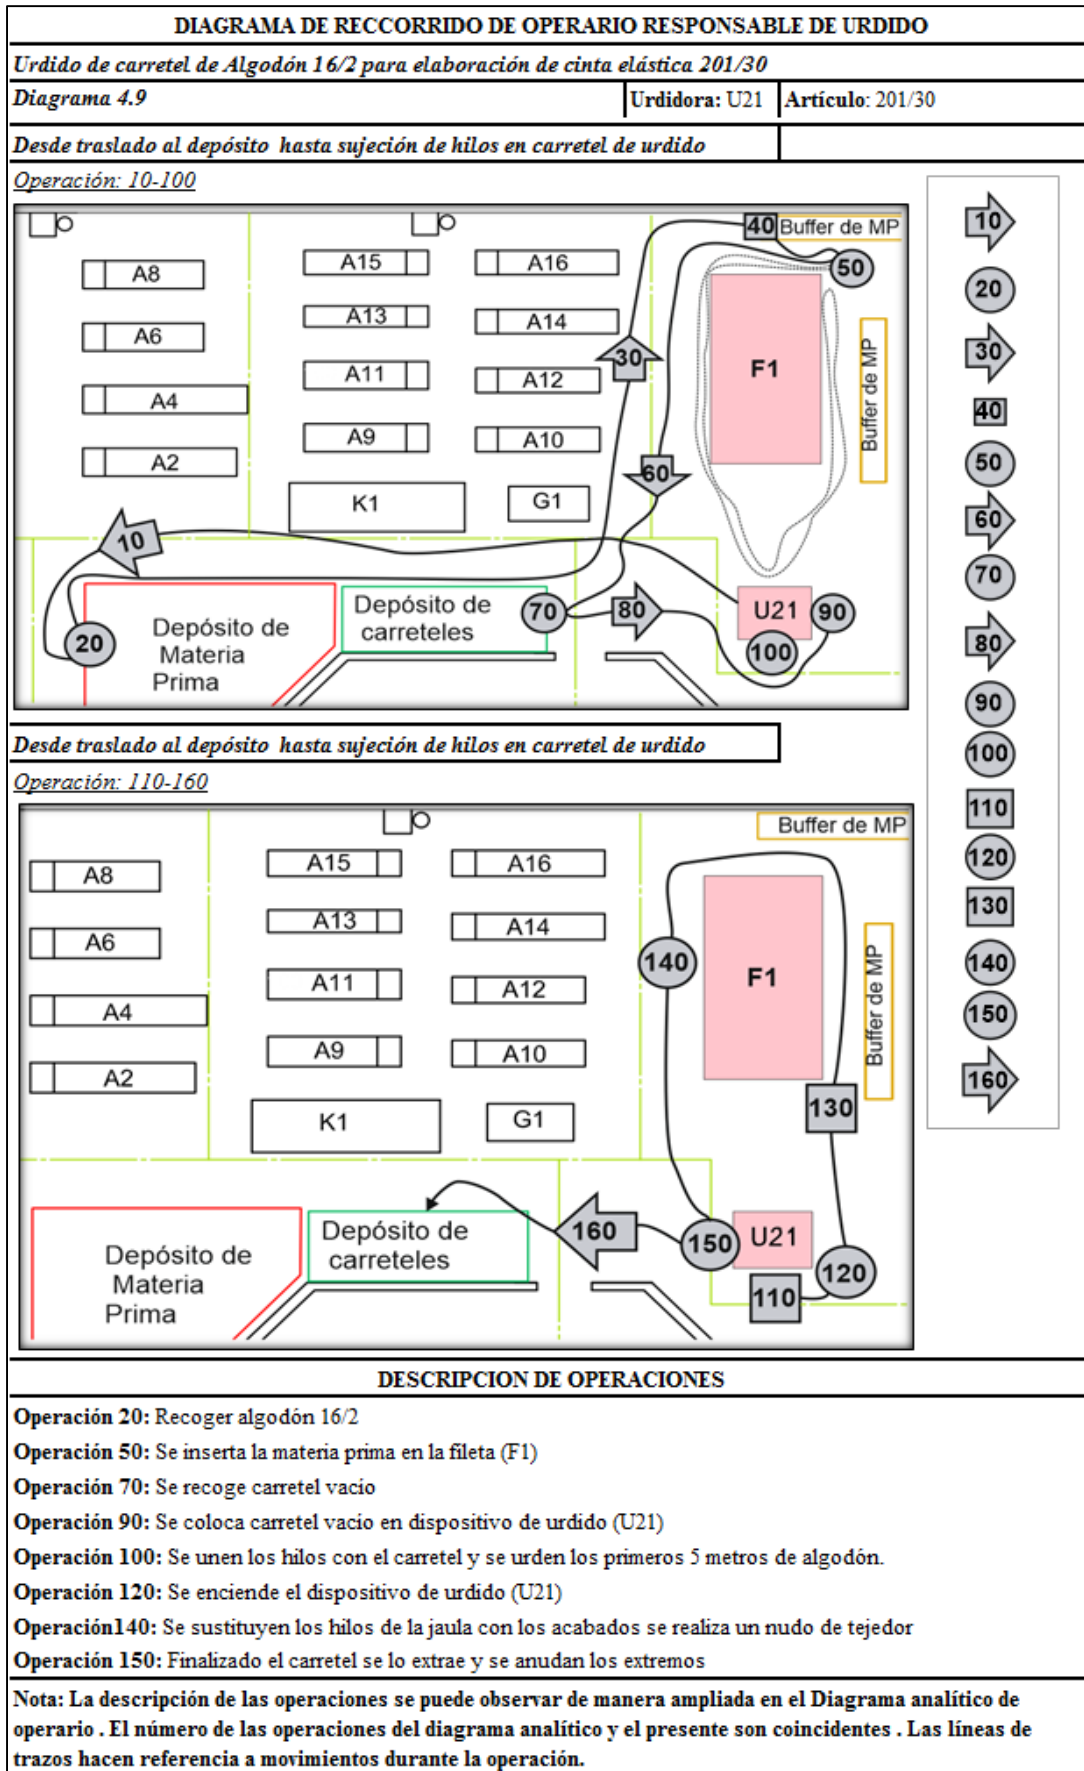 DIAGRAMA DE RECCORRIDO DE OPERARIO RESPONSABLE DE URDIDO
Urdido de carretel de Algodón 16/2 para elaboración de cinta elástica 201/30
Diagrama 4.9
Urdidora: U21
Artículo: 201/30
Desde traslado al depósito hasta sujeción de hilos en carretel de urdido
Operación: 10-100
A8
A6
A4
A2
A15
A13
A11
A9
K1
A16
A14
A12
A10
G1
40
Buffer de MP
50
30
F1
Buffer de MP
60
10
20
Depósito de
Materia
Prima
Depósito de
carreteles
70
80
U21
90
100
10
20
30
40
50
60
70
80
90
100
110
120
130
140
150
160
Desde traslado al depósito hasta sujeción de hilos en carretel de urdido
Operación: 110-160
A8
A6
A4
A2
A15
A13
A11
A9
K1
A16
A14
A12
A10
G1
Buffer de MP
140
F1
Buffer de MP
130
Depósito de
Materia
Prima
Depósito de
carreteles
160
150
U21
120
110
DESCRIPCION DE OPERACIONES
Operación 20: Recoger algodón 16/2
Operación 50: Se inserta la materia prima en la fileta (F1)
Operación 70: Se recoge carretel vacio
Operación 90: Se coloca carretel vacio en dispositivo de urdido (U21)
Operación 100: Se unen los hilos con el carretel y se urden los primeros 5 metros de algodón.
Operación 120: Se enciende el dispositivo de urdido (U21)
Operación140: Se sustituyen los hilos de la jaula con los acabados se realiza un nudo de tejedor
Operación 150: Finalizado el carretel se lo extrae y se anudan los extremos
Nota: La descripción de las operaciones se puede observar de manera ampliada en el Diagrama analítico de
operario . El número de las operaciones del diagrama analítico y el presente son coincidentes . Las líneas de
trazos hacen referencia a movimientos durante la operación.